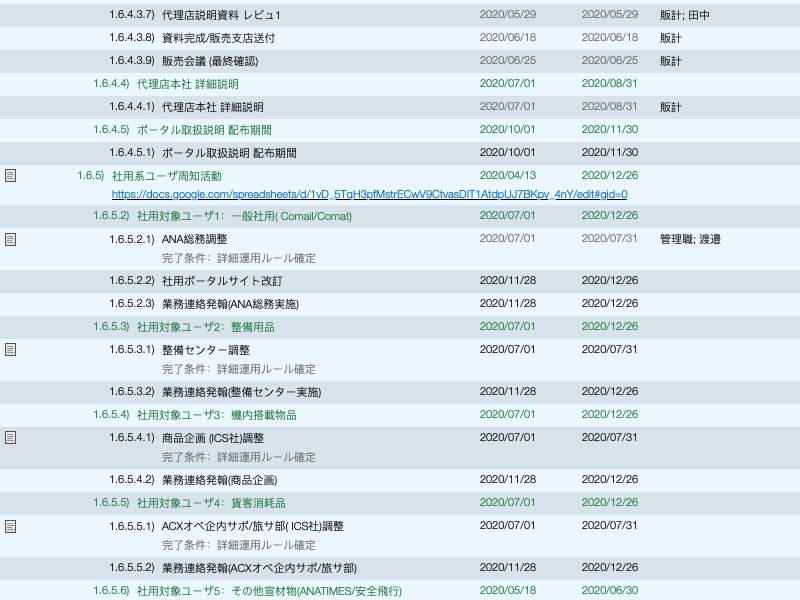 1.6.4.3.7) 代理店説明資料 レビュ1 2020/05/29 2020/05/29 販計; 田中
1.6.4.3.8) 資料完成/販売支店送付 2020/06/18 2020/06/18 販計
1.6.4.3.9) 販売会議 (最終確認) 2020/06/25 2020/06/25 販計
1.6.4.4) 代理店本社 詳細説明 2020/07/01 2020/08/31
1.6.4.4.1) 代理店本社 詳細説明 2020/07/01 2020/08/31 販計
1.6.4.5) ポータル取扱説明 配布期間 2020/10/01 2020/11/30
1.6.4.5.1) ポータル取扱説明 配布期間 2020/10/01 2020/11/30
1.6.5) 社用系ユーザ周知活動 2020/04/13 2020/12/26
https://docs.google.com/spreadsheets/d/1vD_5TqH3pfMstrECwV9CtvasDIT1AtdpUJ7BKpv_4nY/edit#gid=0
1.6.5.2) 社用対象ユーザ1: 一般社用( Comail/Comat) 2020/07/01 2020/12/26
1.6.5.2.1) ANA総務調整 2020/07/01 2020/07/31 管理職; 渡邉
完了条件: 詳細運用ルール確定
1.6.5.2.2) 社用ポータルサイト改訂 2020/11/28 2020/12/26
1.6.5.2.3) 業務連絡発翰(ANA総務実施) 2020/11/28 2020/12/26
1.6.5.3) 社用対象ユーザ2: 整備用品 2020/07/01 2020/12/26
1.6.5.3.1) 整備センター調整 2020/07/01 2020/07/31
完了条件: 詳細運用ルール確定
1.6.5.3.2) 業務連絡発翰(整備センター実施) 2020/11/28 2020/12/26
1.6.5.4) 社用対象ユーザ3: 機内搭載物品 2020/07/01 2020/12/26
1.6.5.4.1) 商品企画 (ICS社)調整 2020/07/01 2020/07/31
完了条件: 詳細運用ルール確定
1.6.5.4.2) 業務連絡発翰(商品企画) 2020/11/28 2020/12/26
1.6.5.5) 社用対象ユーザ4: 貨客消耗品 2020/07/01 2020/12/26
1.6.5.5.1) ACXオペ企内サポ/旅サ部( ICS社)調整 2020/07/01 2020/07/31
完了条件: 詳細運用ルール確定
1.6.5.5.2) 業務連絡発翰(ACXオペ企内サポ/旅サ部) 2020/11/28 2020/12/26
1.6.5.6) 社用対象ユーザ5: その他宣材物(ANATIMES/安全飛行) 2020/05/18 2020/06/30